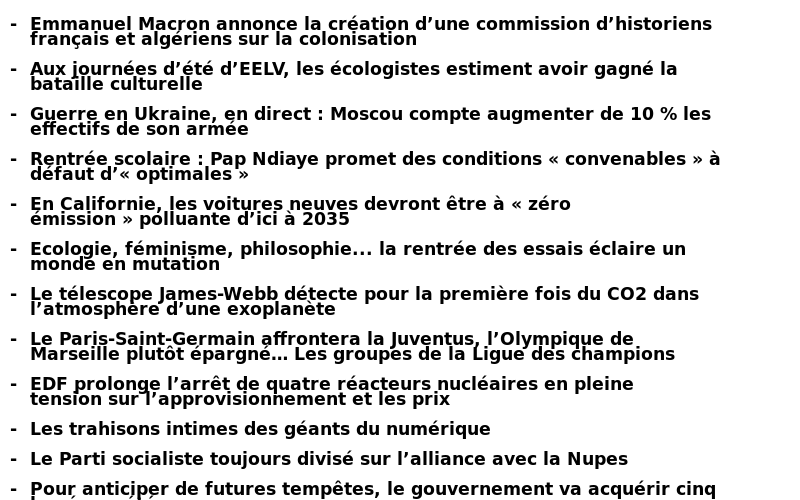 - Emmanuel Macron annonce la création d’une commission d’historiens
français et algériens sur la colonisation
- Aux journées d’été d’EELV, les écologistes estiment avoir gagné la
bataille culturelle
- Guerre en Ukraine, en direct : Moscou compte augmenter de 10 % les
effectifs de son armée
- Rentrée scolaire : Pap Ndiaye promet des conditions « convenables » à
défaut d’« optimales »
- En Californie, les voitures neuves devront être à « zéro
émission » polluante d’ici à 2035
- Ecologie, féminisme, philosophie... la rentrée des essais éclaire un
monde en mutation
- Le télescope James-Webb détecte pour la première fois du CO2 dans
l’atmosphère d’une exoplanète
- Le Paris-Saint-Germain affrontera la Juventus, l’Olympique de
Marseille plutôt épargné… Les groupes de la Ligue des champions
- EDF prolonge l’arrêt de quatre réacteurs nucléaires en pleine
tension sur l’approvisionnement et les prix
- Les trahisons intimes des géants du numérique
- Le Parti socialiste toujours divisé sur l’alliance avec la Nupes
- Pour anticiper de futures tempêtes, le gouvernement va acquérir cinq